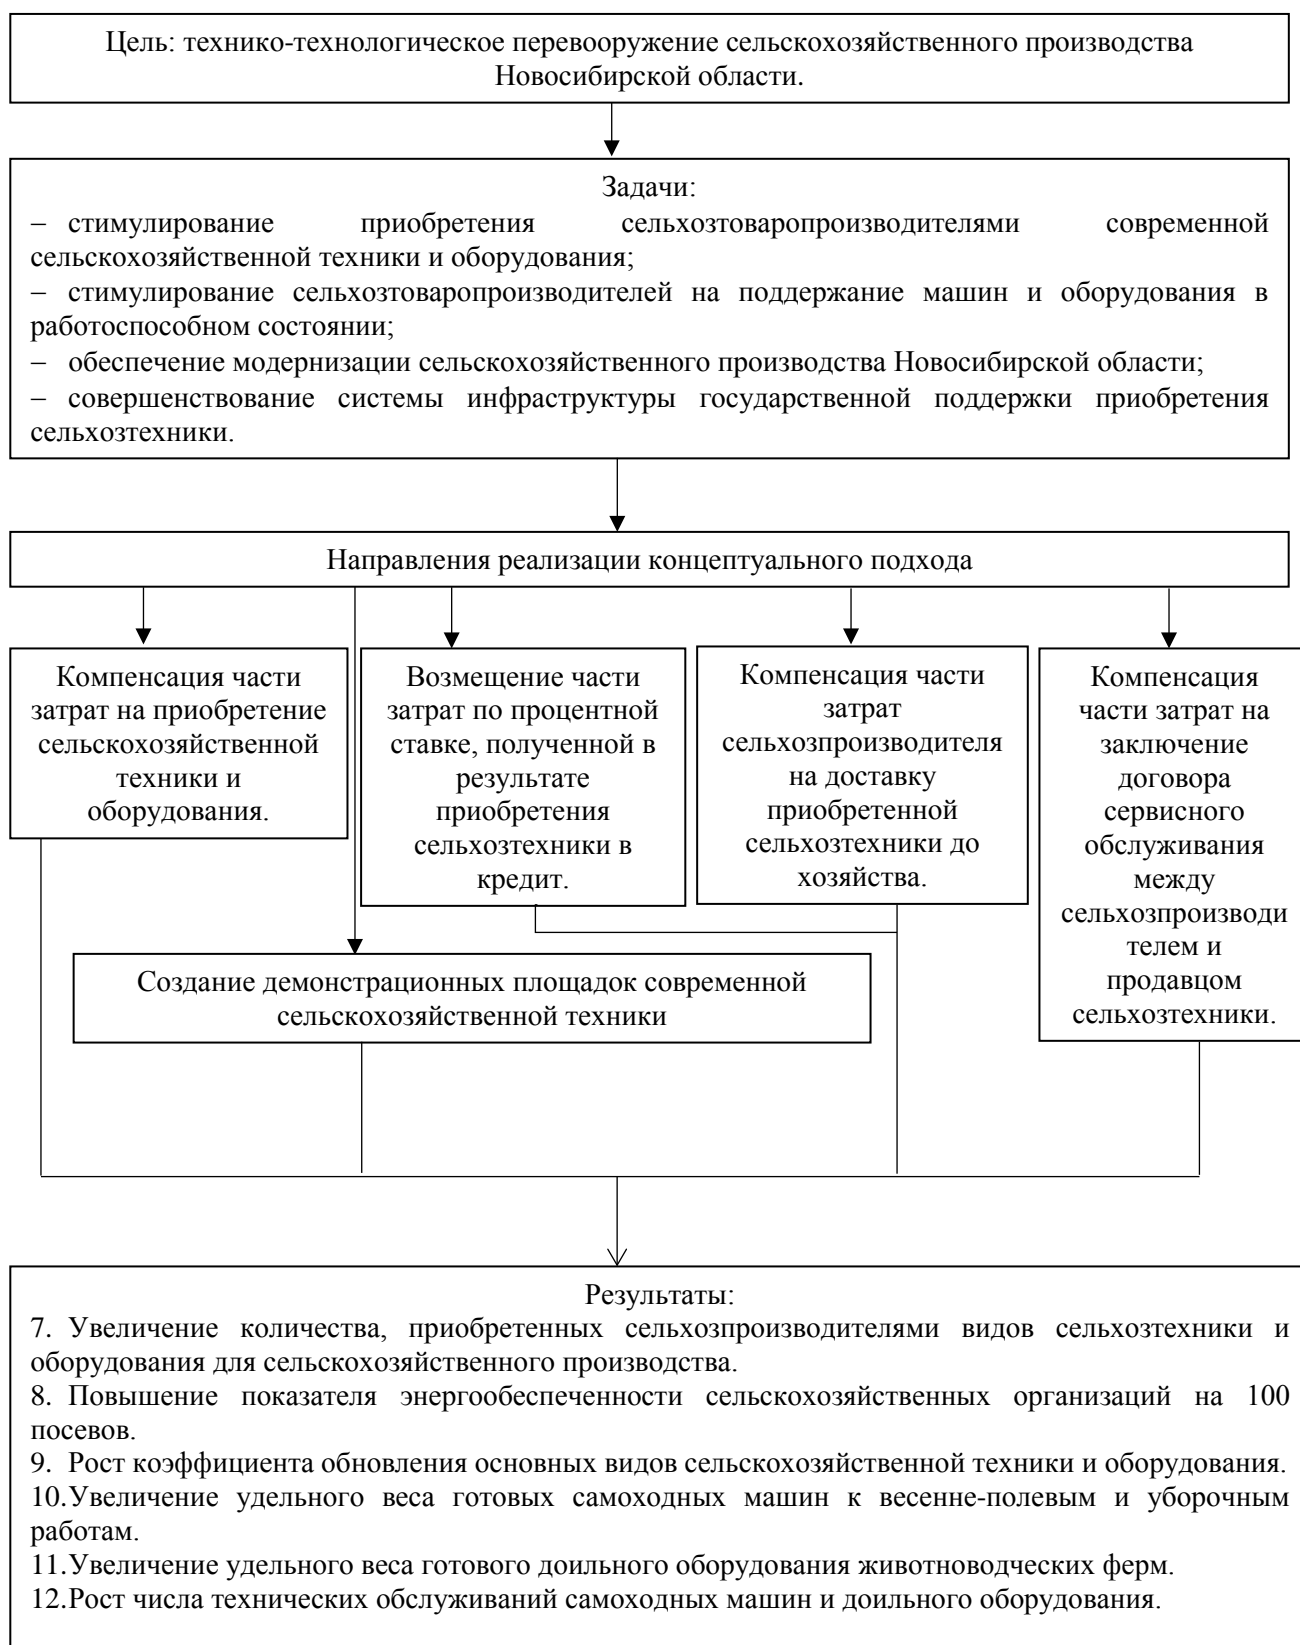 Цель: технико-технологическое перевооружение сельскохозяйственного производства
Новосибирской области.
Задачи:
– стимулирование приобретения сельхозтоваропроизводителями современной
сельскохозяйственной техники и оборудования;
– стимулирование сельхозтоваропроизводителей на поддержание машин и оборудования в
работоспособном состоянии;
– обеспечение модернизации сельскохозяйственного производства Новосибирской области;
– совершенствование системы инфраструктуры государственной поддержки приобретения
сельхозтехники.
Направления реализации концептуального подхода
Компенсация части
затрат на приобретение
сельскохозяйственной
техники и
оборудования.
Возмещение части
затрат по процентной
ставке, полученной в
результате
приобретения
сельхозтехники в
кредит.
Компенсация части
затрат
сельхозпроизводителя
на доставку
приобретенной
сельхозтехники до
хозяйства.
Компенсация
части затрат на
заключение
договора
сервисного
обслуживания
между
сельхозпроизводи
телем и
продавцом
сельхозтехники.
Создание демонстрационных площадок современной
сельскохозяйственной техники
Результаты:
7. Увеличение количества, приобретенных сельхозпроизводителями видов сельхозтехники и
оборудования для сельскохозяйственного производства.
8. Повышение показателя энергообеспеченности сельскохозяйственных организаций на 100
посевов.
9. Рост коэффициента обновления основных видов сельскохозяйственной техники и оборудования.
10.Увеличение удельного веса готовых самоходных машин к весенне-полевым и уборочным
работам.
11.Увеличение удельного веса готового доильного оборудования животноводческих ферм.
12.Рост числа технических обслуживаний самоходных машин и доильного оборудования.